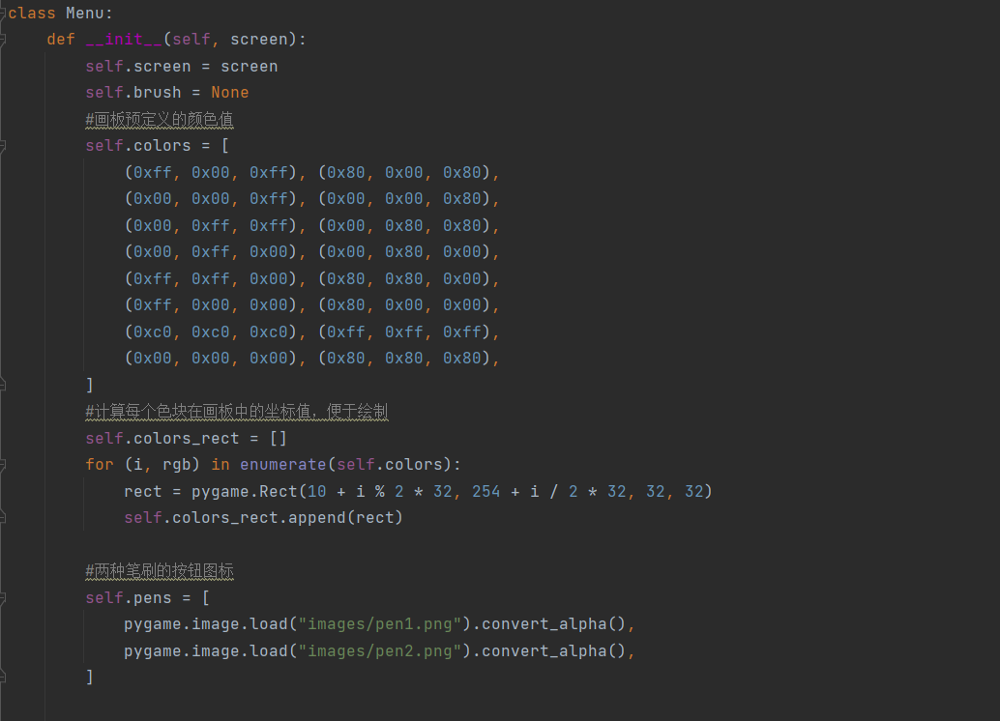 class Menu:
    def __init__(self, screen):
        self.screen = screen
        self.brush = None
        #画板预定义的颜色值
        self.colors = [
            (0xff, 0x00, 0xff), (0x80, 0x00, 0x80),
            (0x00, 0x00, 0xff), (0x00, 0x00, 0x80),
            (0x00, 0xff, 0xff), (0x00, 0x80, 0x80),
            (0x00, 0xff, 0x00), (0x00, 0x80, 0x00),
            (0xff, 0xff, 0x00), (0x80, 0x80, 0x00),
            (0xff, 0x00, 0x00), (0x80, 0x00, 0x00),
            (0xc0, 0xc0, 0xc0), (0xff, 0xff, 0xff),
            (0x00, 0x00, 0x00), (0x80, 0x80, 0x80),
        ]
        #计算每个色块在画板中的坐标值，便于绘制
        self.colors_rect = []
        for (i, rgb) in enumerate(self.colors):
            rect = pygame.Rect(10 + i % 2 * 32, 254 + i / 2 * 32, 32, 32)
            self.colors_rect.append(rect)
        #两种笔刷的按钮图标
        self.pens = [
            pygame.image.load("images/pen1.png").convert_alpha(),
            pygame.image.load("images/pen2.png").convert_alpha(),
        ]